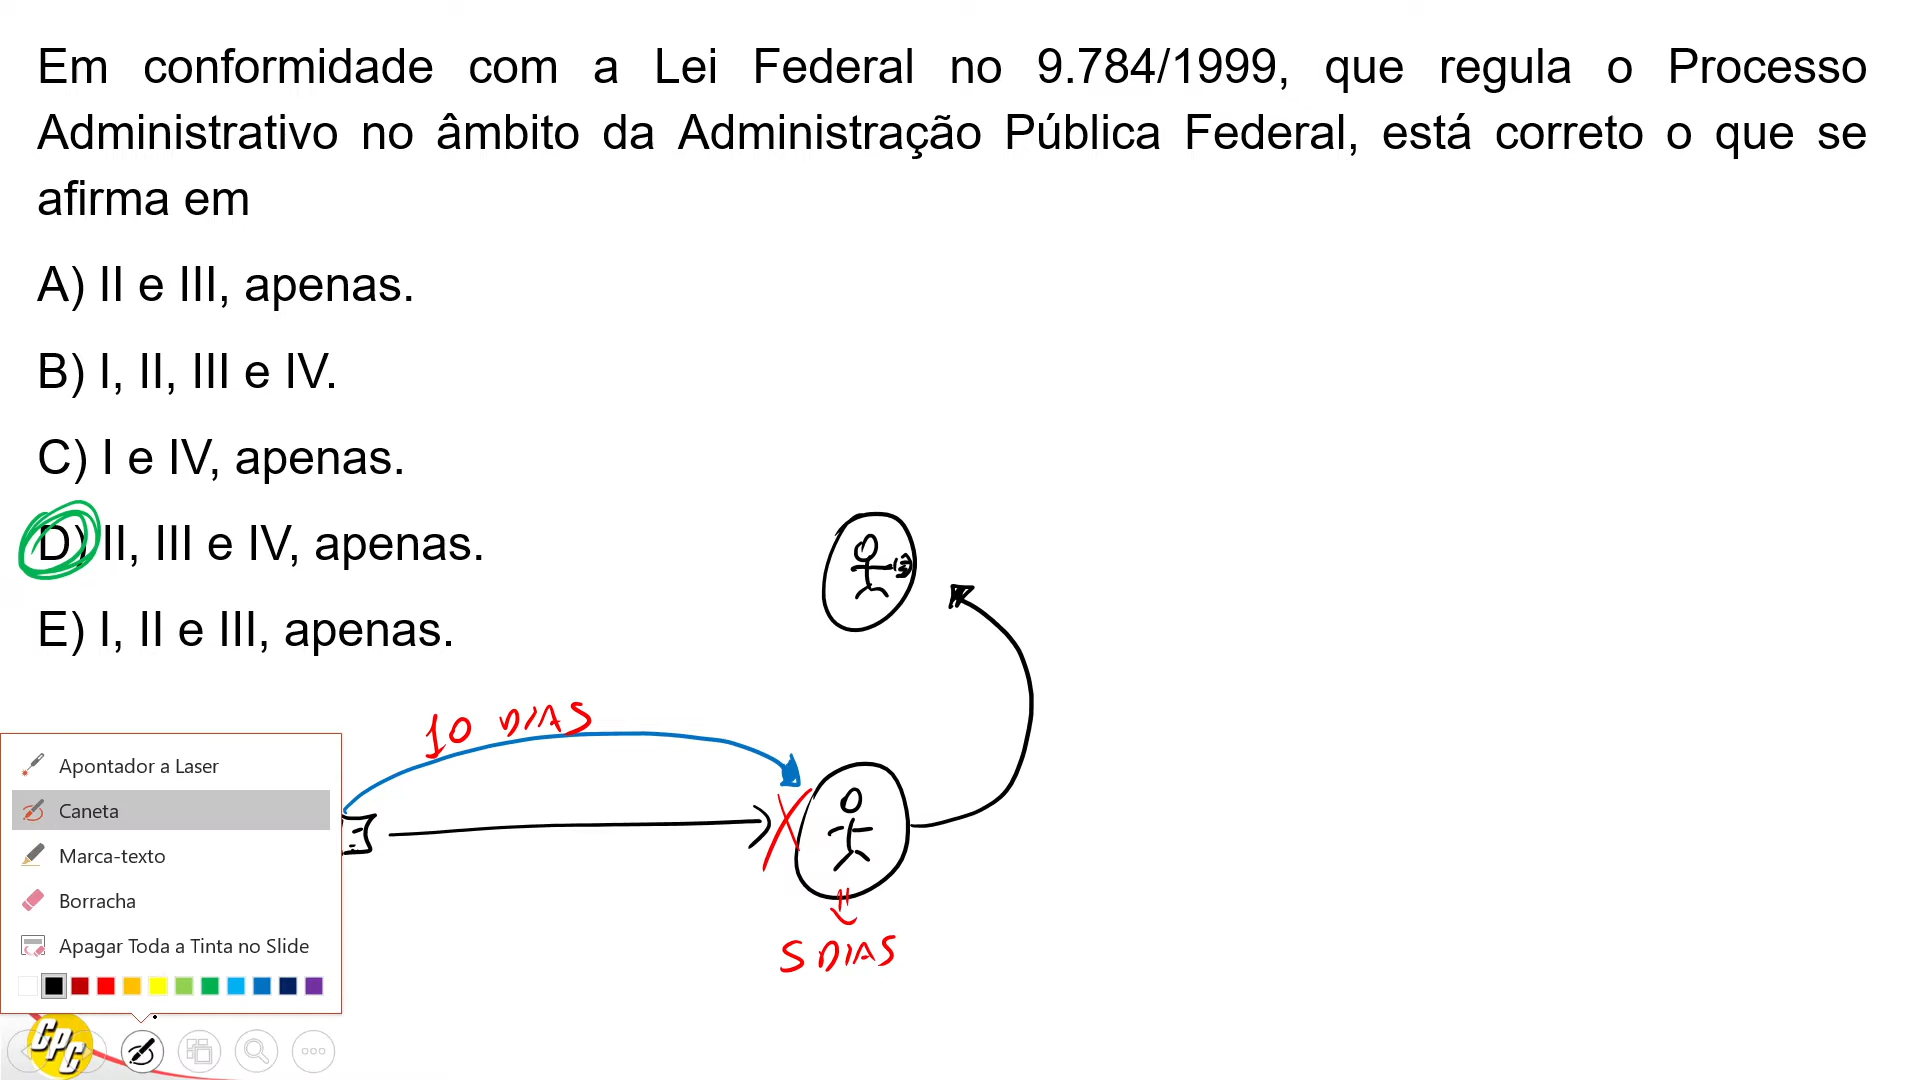 Em conformidade com a Lei Federal no 9.784/1999, que regula o Processo
Administrativo no âmbito da Administração Pública Federal, está correto o que se
afirma em
A) II e III, apenas.
B) I, II, III e IV.
C) I e IV, apenas.
D) II, III e IV, apenas.
E) I, II e III, apenas.
10 DIAS
5 DIAS
Apontador a Laser
Caneta
Marca-texto
Borracha
Apagar Toda a Tinta no Slide
CPC